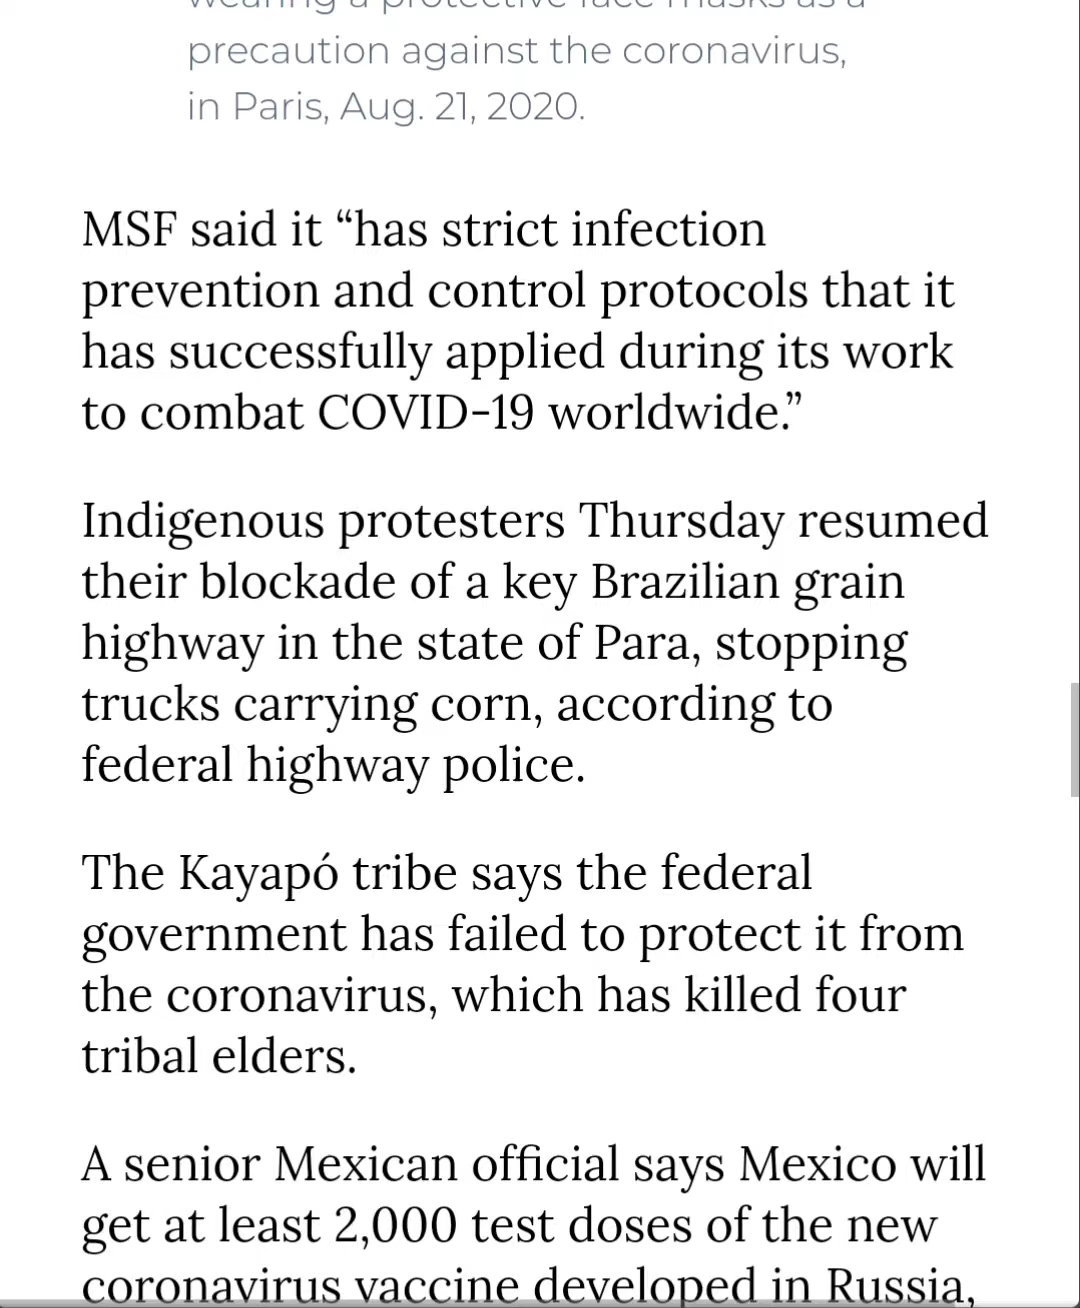 wearing a protective face masks as a
precaution against the coronavirus,
in Paris, Aug. 21, 2020.
MSF said it “has strict infection
prevention and control protocols that it
has successfully applied during its work
to combat COVID-19 worldwide.”
Indigenous protesters Thursday resumed
their blockade of a key Brazilian grain
highway in the state of Para, stopping
trucks carrying corn, according to
federal highway police.
The Kayapó tribe says the federal
government has failed to protect it from
the coronavirus, which has killed four
tribal elders.
A senior Mexican official says Mexico will
get at least 2,000 test doses of the new
coronavirus vaccine developed in Russia,